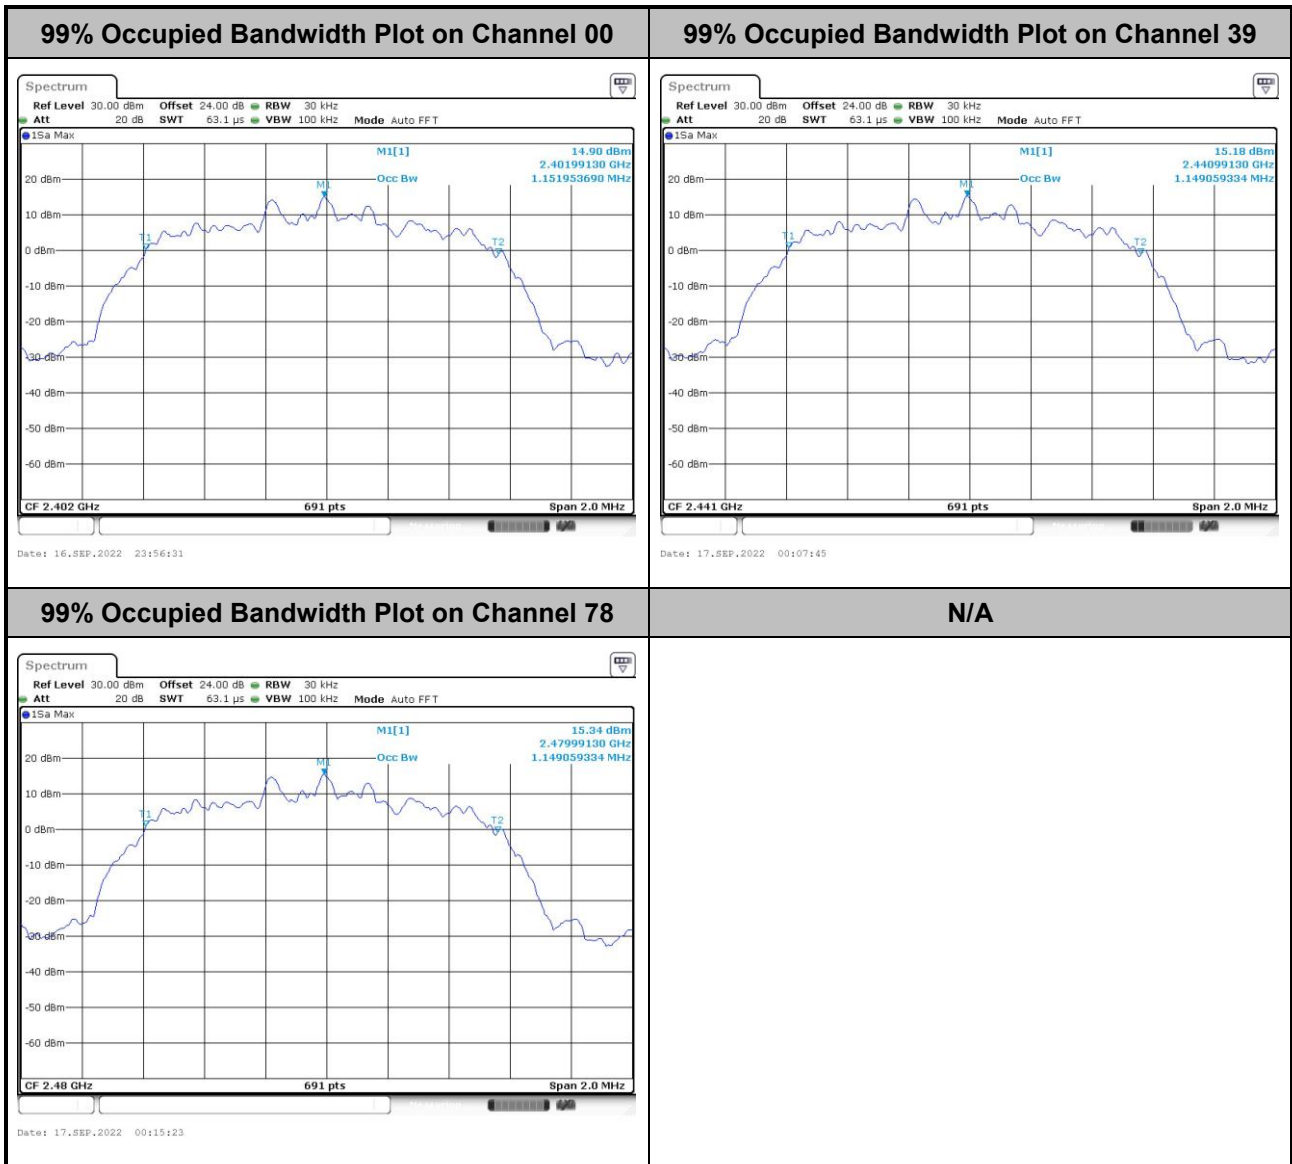 99% Occupied Bandwidth Plot on Channel 00
99% Occupied Bandwidth Plot on Channel 39
Spectrum
Ref Level 30.00 dBm Offset 24.00 dB RBW 30 kHz
Att 20 dB SWT 63.1 µs VBW 100 kHz Mode Auto FFT
1Sa Max
M1[1] 14.90 dBm
2.40199130 GHz
Occ Bw 1.151953690 MHz
20 dBm
M1
10 dBm
T1
T2
0 dBm
-10 dBm
-20 dBm
-30 dBm
-40 dBm
-50 dBm
-60 dBm
CF 2.402 GHz 691 pts Span 2.0 MHz
Date: 16.SEP.2022 23:56:31
Spectrum
Ref Level 30.00 dBm Offset 24.00 dB RBW 30 kHz
Att 20 dB SWT 63.1 µs VBW 100 kHz Mode Auto FFT
1Sa Max
M1[1] 15.18 dBm
2.44099130 GHz
Occ Bw 1.149059334 MHz
20 dBm
M1
10 dBm
T1
T2
0 dBm
-10 dBm
-20 dBm
-30 dBm
-40 dBm
-50 dBm
-60 dBm
CF 2.441 GHz 691 pts Span 2.0 MHz
Date: 17.SEP.2022 00:07:45
99% Occupied Bandwidth Plot on Channel 78
N/A
Spectrum
Ref Level 30.00 dBm Offset 24.00 dB RBW 30 kHz
Att 20 dB SWT 63.1 µs VBW 100 kHz Mode Auto FFT
1Sa Max
M1[1] 15.34 dBm
2.47999130 GHz
Occ Bw 1.149059334 MHz
20 dBm
M1
10 dBm
T1
T2
0 dBm
-10 dBm
-20 dBm
-30 dBm
-40 dBm
-50 dBm
-60 dBm
CF 2.48 GHz 691 pts Span 2.0 MHz
Date: 17.SEP.2022 00:15:23